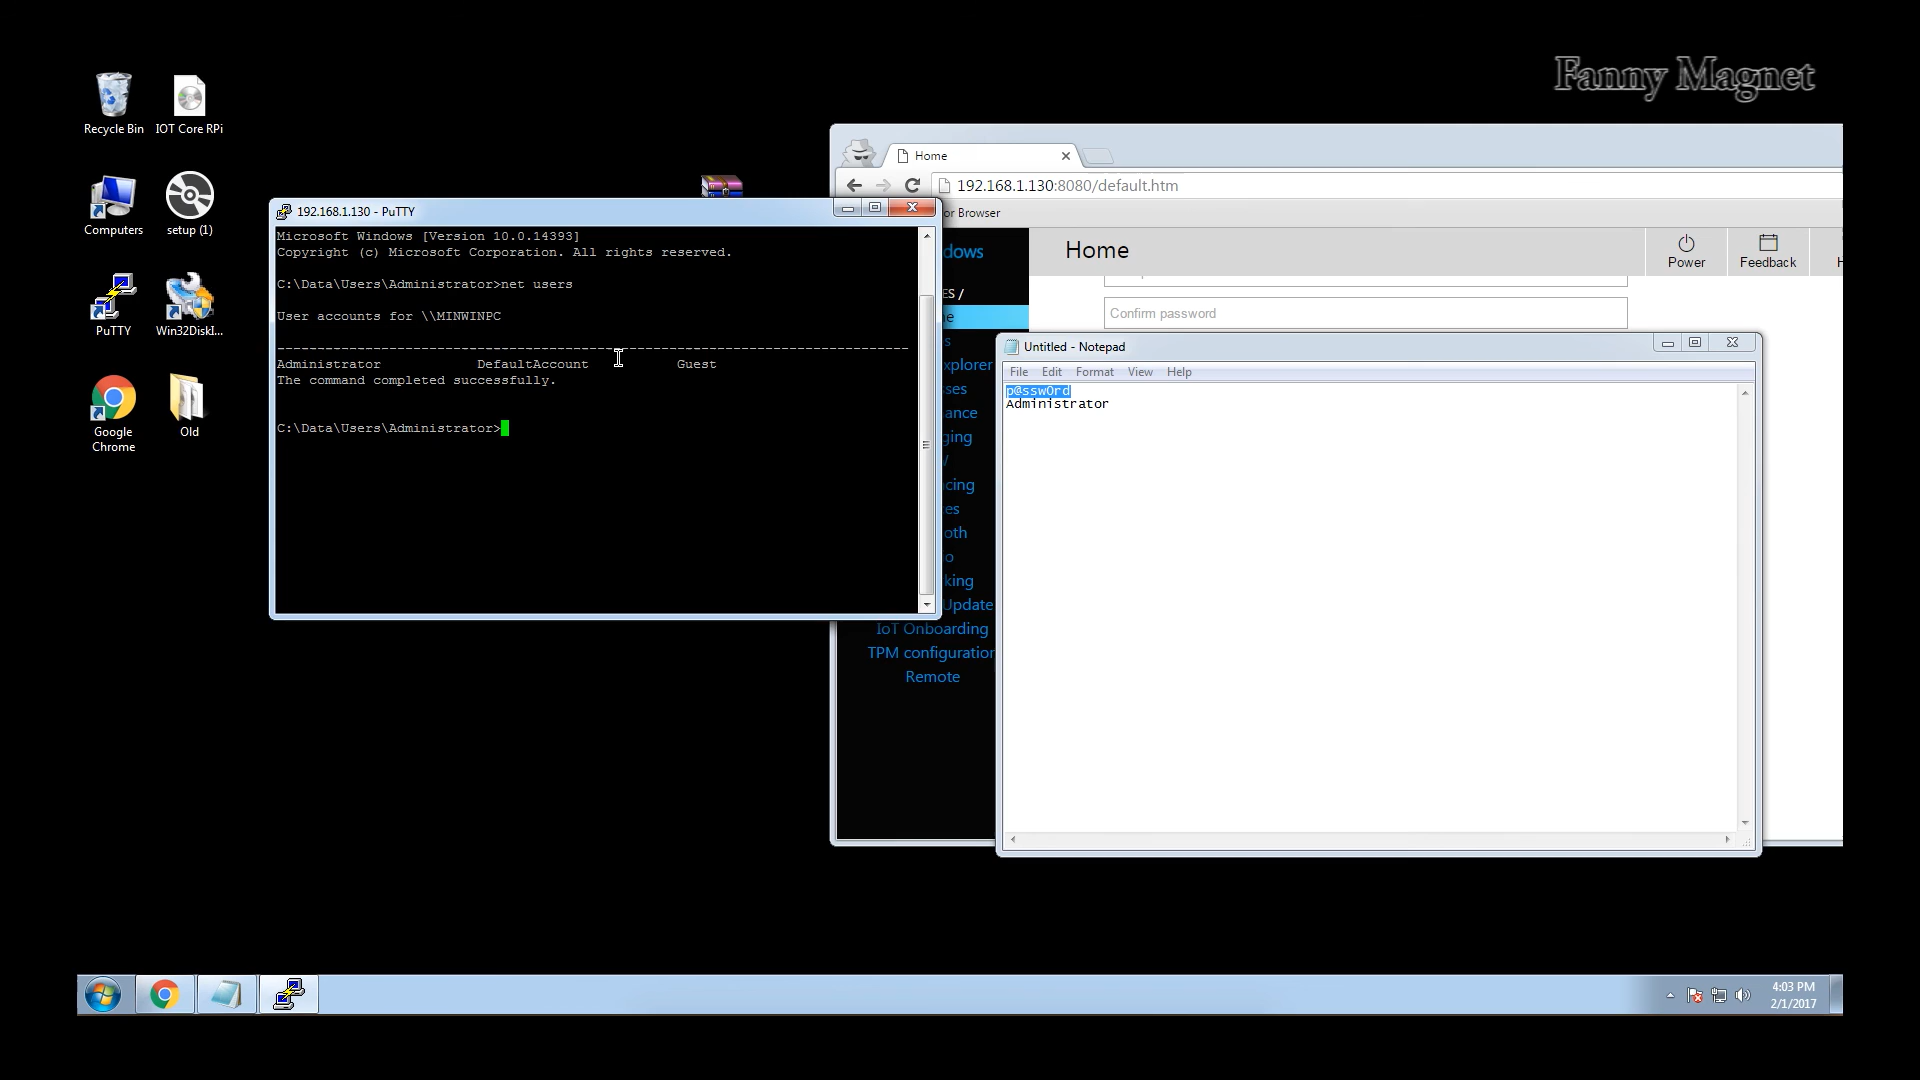 Fanny Magnet
Recycle Bin
IOT Core RPi
Computers
setup (1)
PuTTY
Win32DiskI...
Google
Chrome
Old
Home
192.168.1.130:8080/default.htm
or Browser
dows
Home
Power
Feedback
ES /
Confirm password
xplorer
sses
ance
ging
cing
es
oth
o
king
Update
IoT Onboarding
TPM configuration
Remote
192.168.1.130 - PuTTY
Microsoft Windows [Version 10.0.14393]
Copyright (c) Microsoft Corporation. All rights reserved.
C:\Data\Users\Administrator>net users
User accounts for \\MINWINPC
-------------------------------------------------------------------------------
Administrator            DefaultAccount           Guest
The command completed successfully.
C:\Data\Users\Administrator>
Untitled - Notepad
File Edit Format View Help
p@ssw0rd
Administrator
4:03 PM
2/1/2017